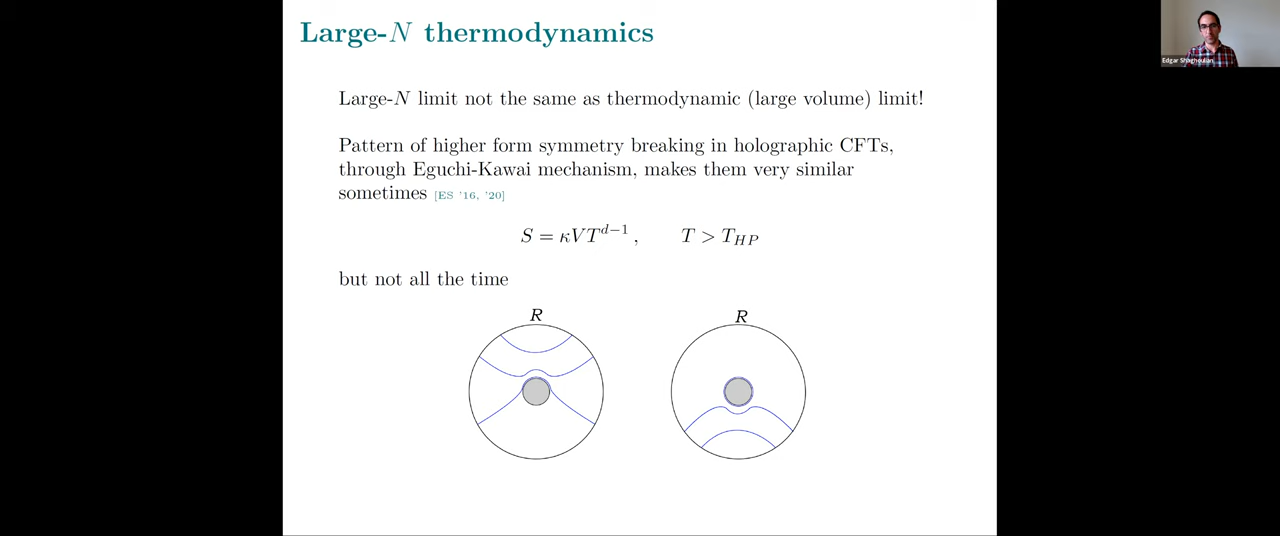 Large-N thermodynamics
Large-N limit not the same as thermodynamic (large volume) limit!
Pattern of higher form symmetry breaking in holographic CFTs,
through Eguchi-Kawai mechanism, makes them very similar
sometimes [ES '16, '20]
S = κVT^{d−1} , T > T_{HP}
but not all the time
R R
Edgar Shaghoulian